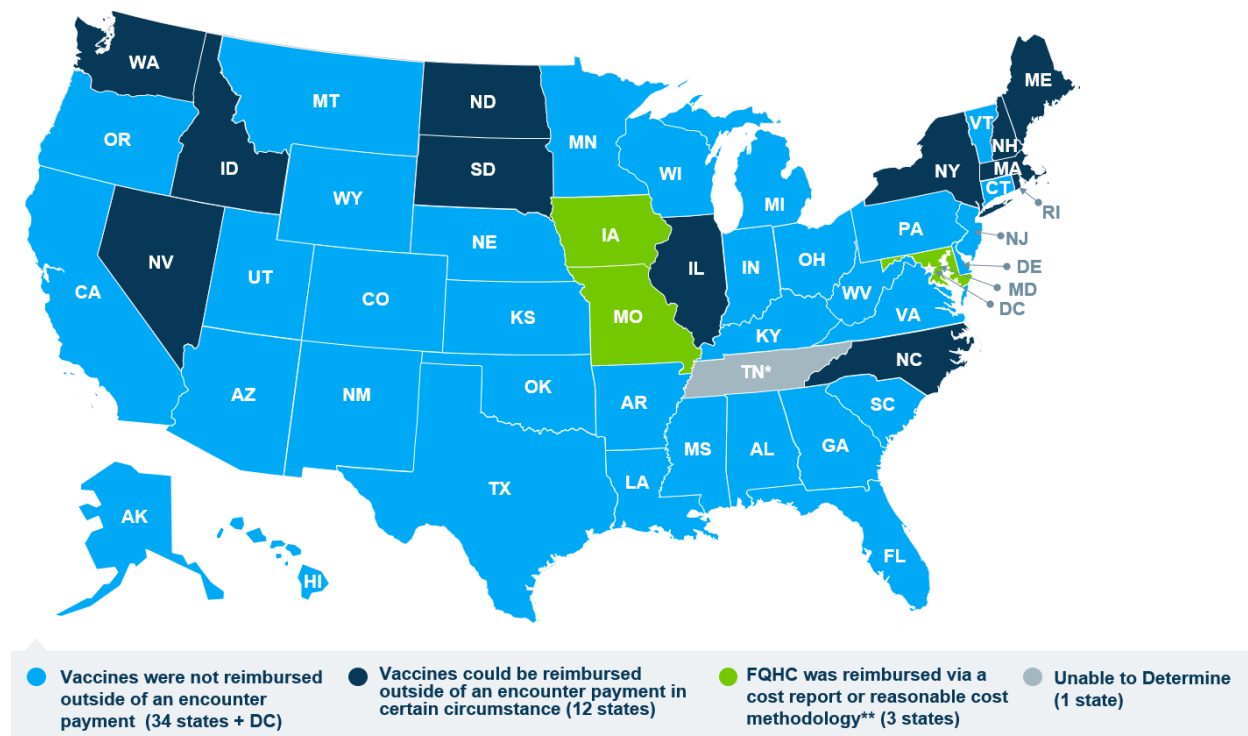 WA
MT
ND
ME
OR
MN
VT
ID
SD
WI
NH
NY
MA
WY
MI
CT
RI
IA
PA
NE
NJ
NV
OH
IL
IN
DE
UT
CA
CO
MD
WV
MO
DC
KS
VA
KY
NC
TN*
OK
AZ
NM
AR
SC
MS
AL
GA
LA
TX
AK
FL
HI
Vaccines were not reimbursed
outside of an encounter
payment (34 states + DC)
Vaccines could be reimbursed
outside of an encounter payment in
certain circumstance (12 states)
FQHC was reimbursed via a
cost report or reasonable cost
methodology** (3 states)
Unable to Determine
(1 state)